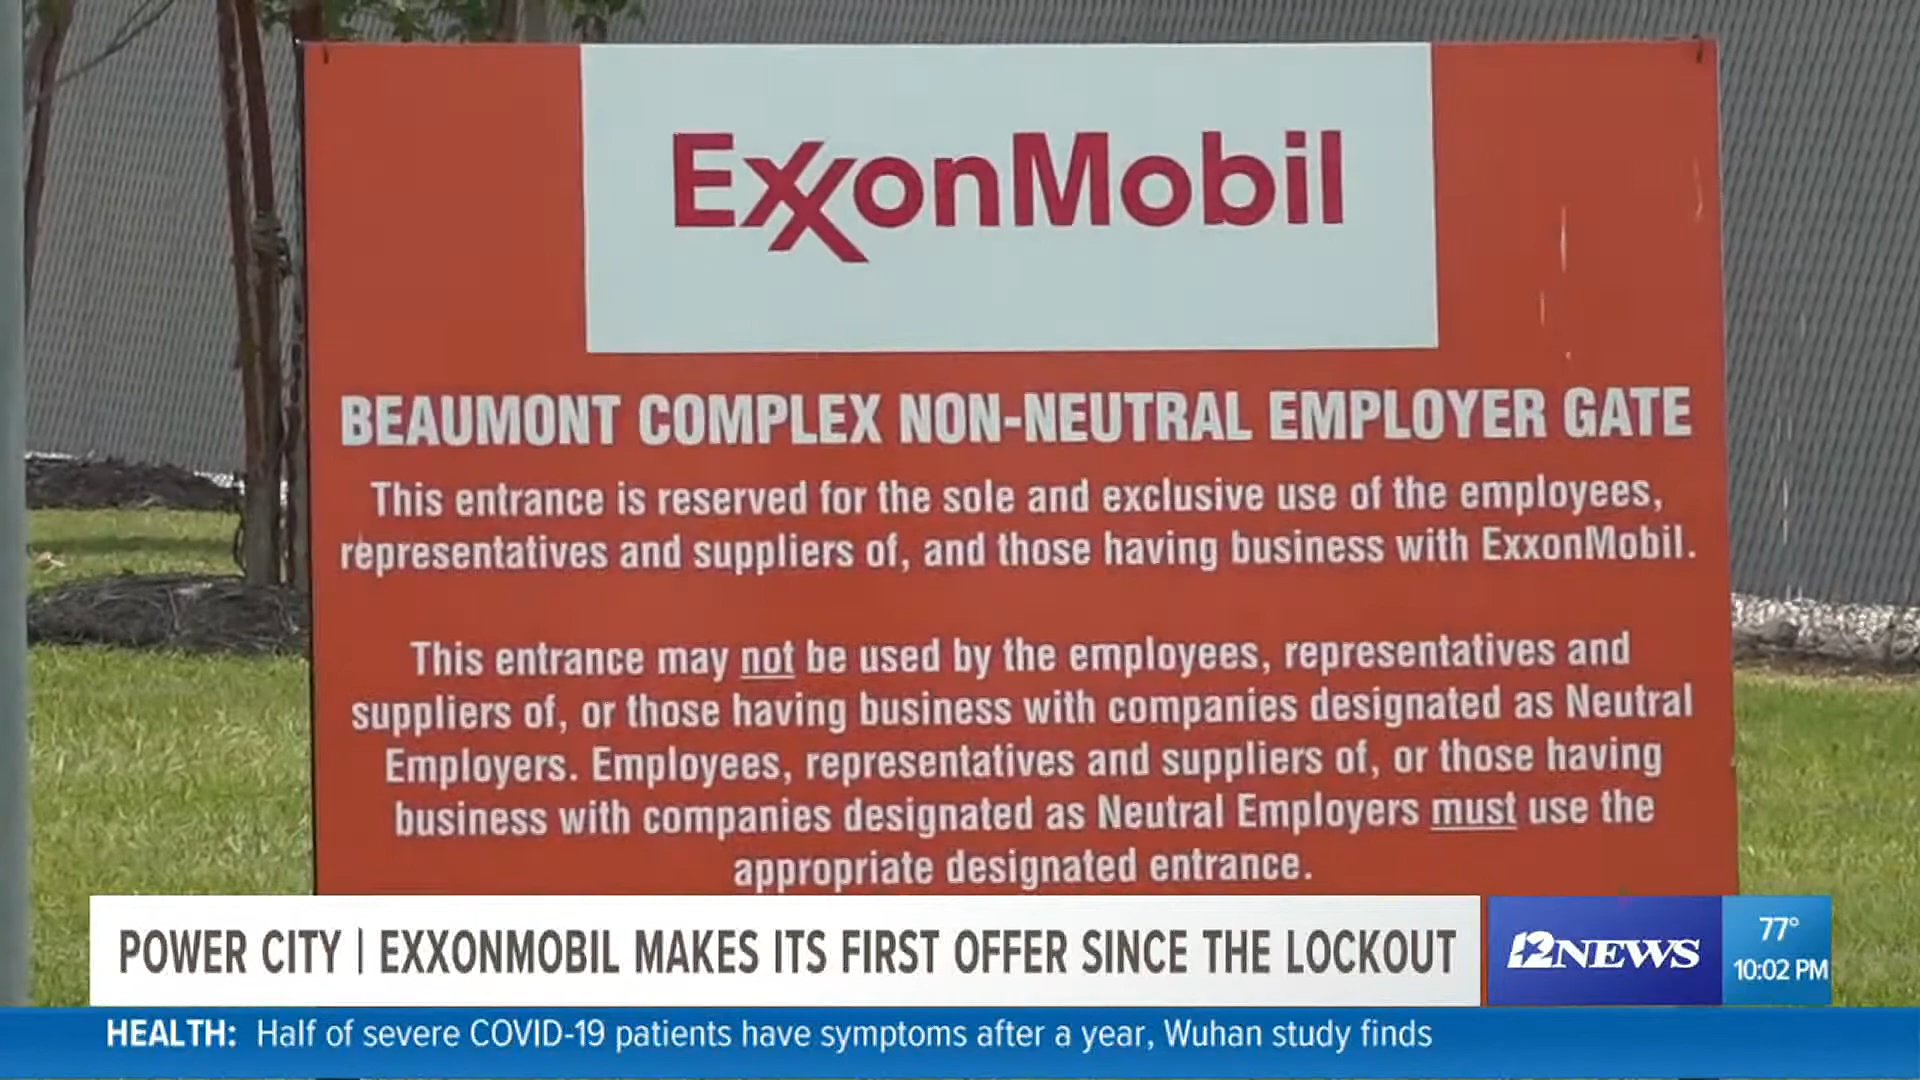 ExxonMobil
BEAUMONT COMPLEX NON-NEUTRAL EMPLOYER GATE
This entrance is reserved for the sole and exclusive use of the employees,
representatives and suppliers of, and those having business with ExxonMobil.
This entrance may not be used by the employees, representatives and
suppliers of, or those having business with companies designated as Neutral
Employers. Employees, representatives and suppliers of, or those having
business with companies designated as Neutral Employers must use the
appropriate designated entrance.
POWER CITY | EXXONMOBIL MAKES ITS FIRST OFFER SINCE THE LOCKOUT
12NEWS
77°
10:02 PM
HEALTH: Half of severe COVID-19 patients have symptoms after a year, Wuhan study finds